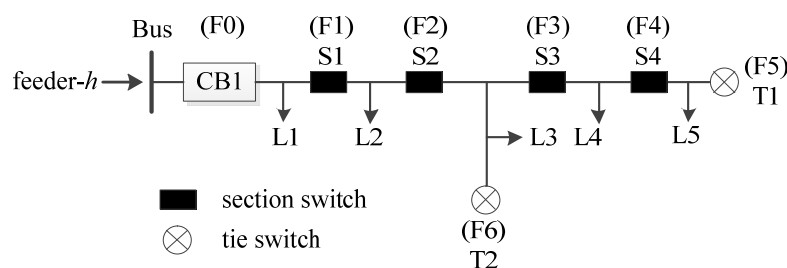 Bus
(F0)
(F1)
(F2)
(F3)
(F4)
S1
S2
S3
S4
feeder-h
CB1
(F5)
T1
L1
L2
L3
L4
L5
section switch
tie switch
(F6)
T2